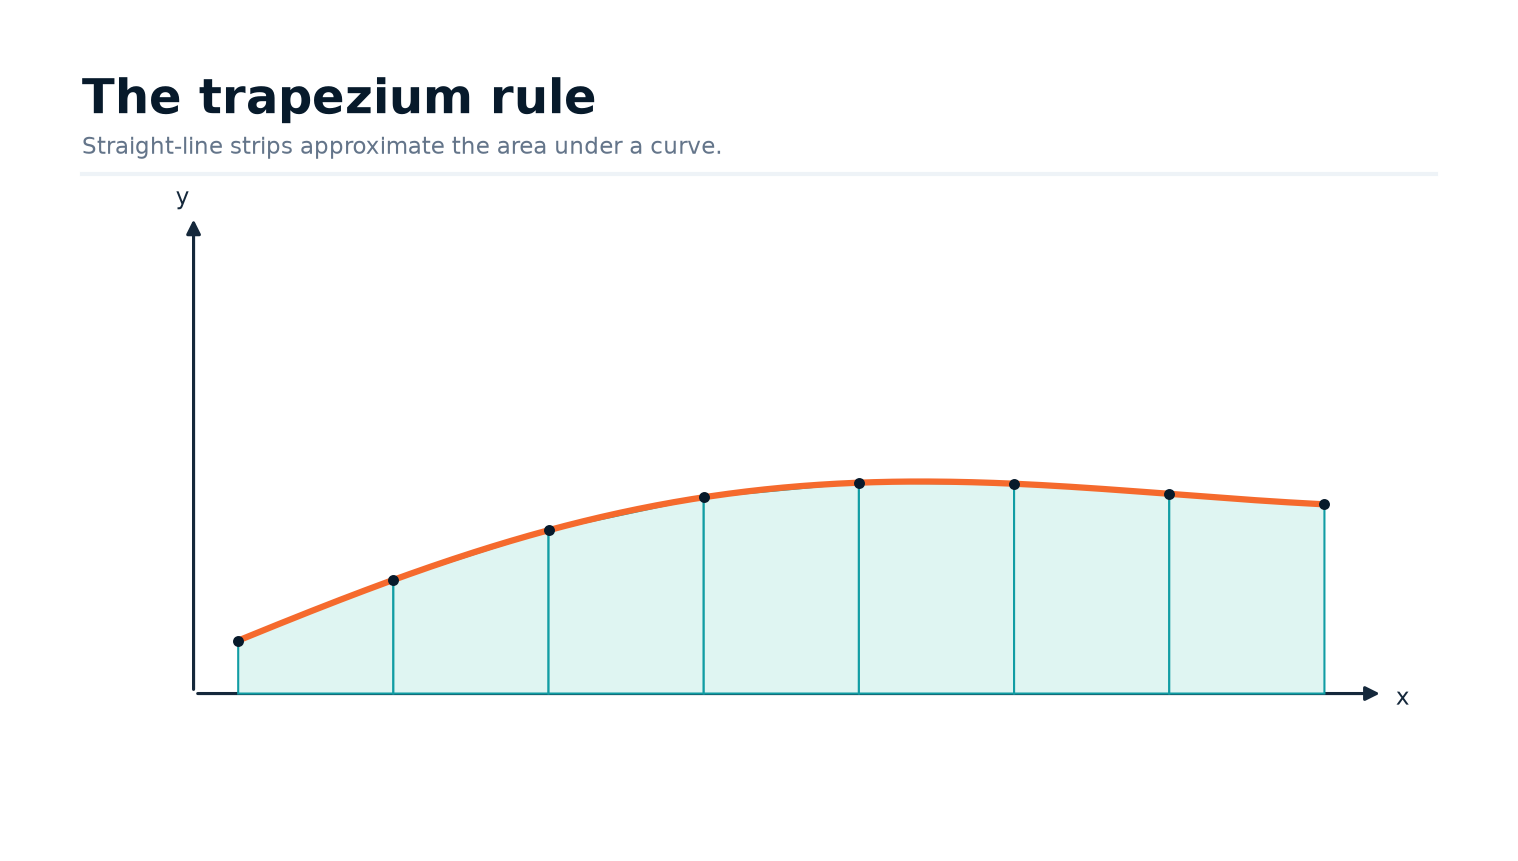 The trapezium rule
Straight-line strips approximate the area under a curve.
y
x